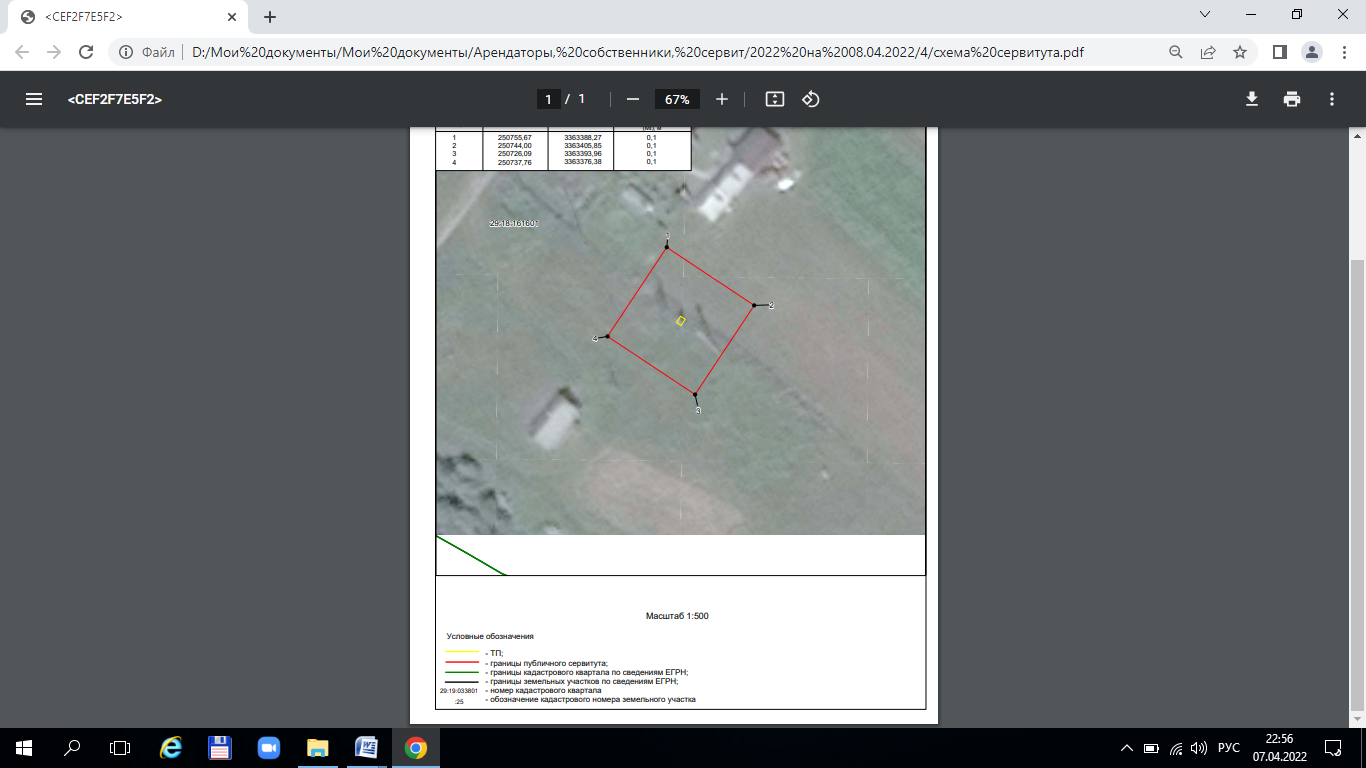 <CEF2F7E5F2>
Файл D:/Мои%20документы/Мои%20документы/Арендаторы,%20собственники,%20сервит/2022%20на%2008.04.2022/4/схема%20сервитута.pdf
<CEF2F7E5F2> 1 / 1 67%
(Mt), м
1 250755,67 3363388,27 0,1
2 250744,00 3363405,85 0,1
3 250726,09 3363393,96 0,1
4 250737,76 3363376,38 0,1
29:18:161601
1
2
4
3
Масштаб 1:500
Условные обозначения
- ТП;
- границы публичного сервитута;
- границы кадастрового квартала по сведениям ЕГРН;
- границы земельных участков по сведениям ЕГРН;
29:19:033801 - номер кадастрового квартала
:25 - обозначение кадастрового номера земельного участка
РУС
22:56
07.04.2022